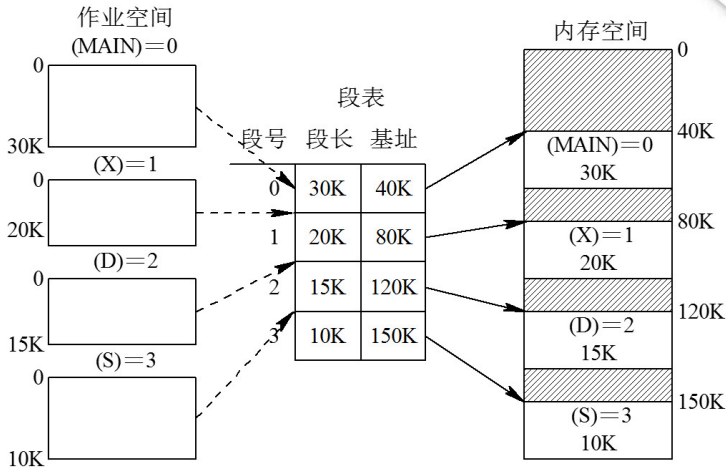 作业空间
(MAIN)＝0
0
30K
(X)＝1
0
20K
(D)＝2
0
15K
(S)＝3
0
10K
段表
段号 段长 基址
0 30K 40K
1 20K 80K
2 15K 120K
3 10K 150K
内存空间
0
40K
(MAIN)＝0
30K
80K
(X)＝1
20K
120K
(D)＝2
15K
150K
(S)＝3
10K